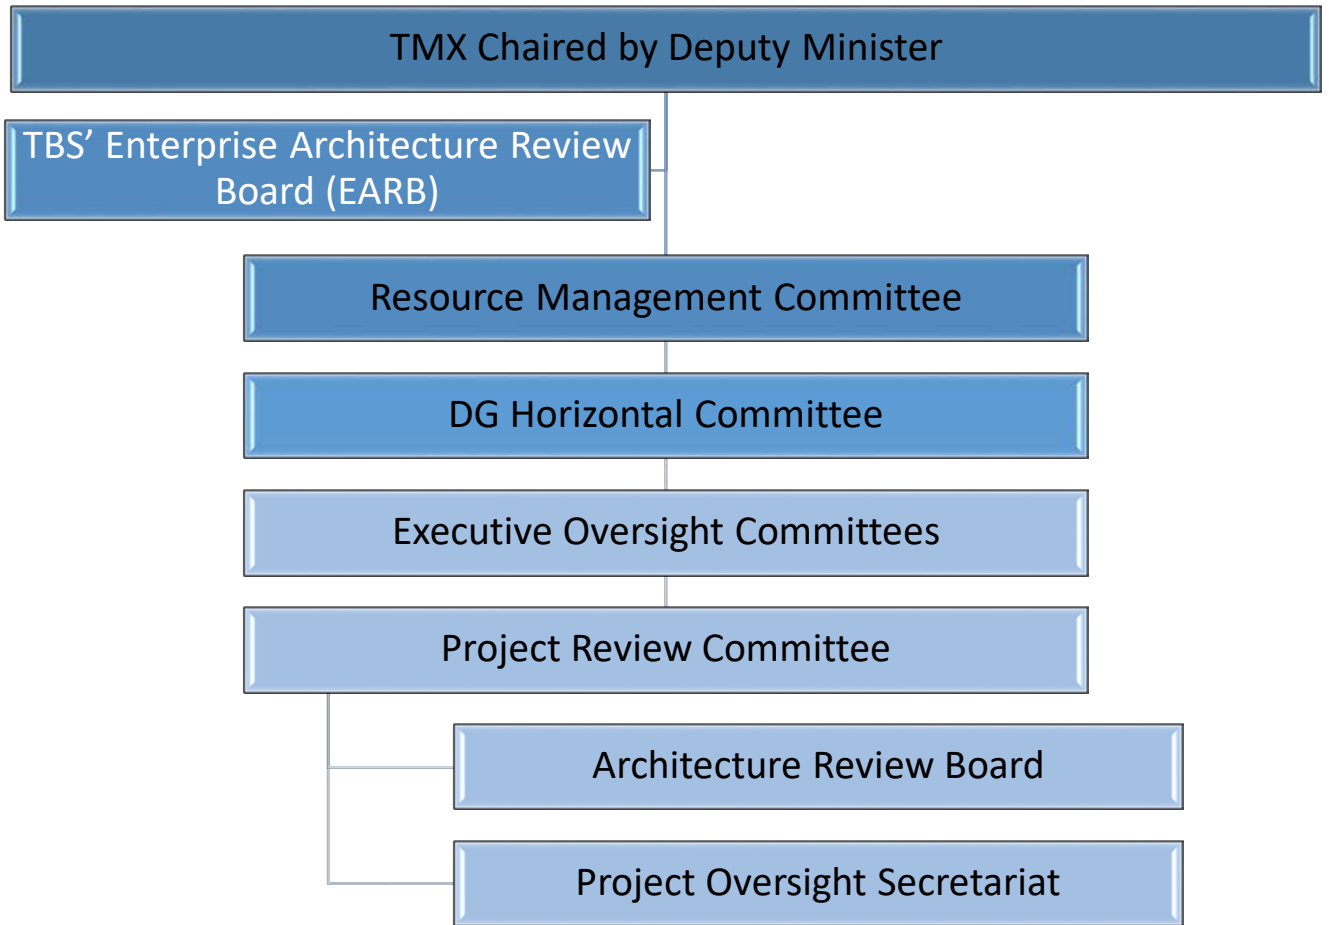 TMX Chaired by Deputy Minister
TBS’ Enterprise Architecture Review
Board (EARB)
Resource Management Committee
DG Horizontal Committee
Executive Oversight Committees
Project Review Committee
Architecture Review Board
Project Oversight Secretariat